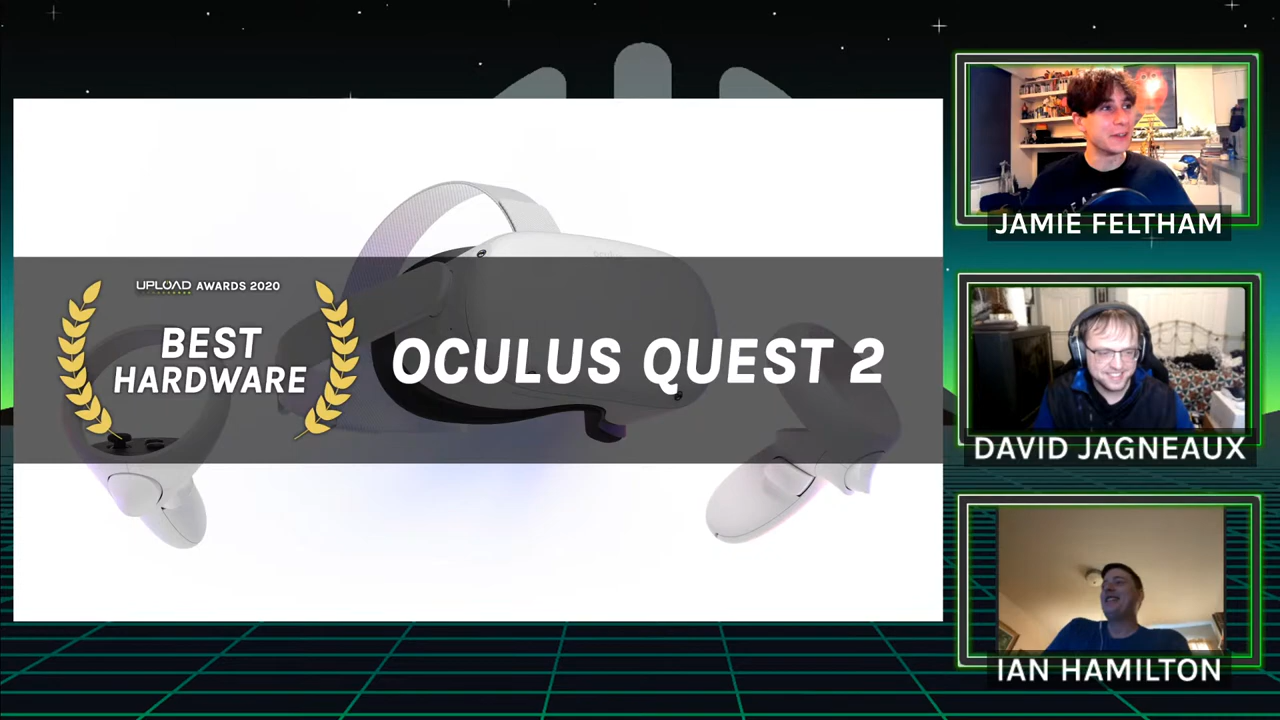 UPLOAD AWARDS 2020
BEST
HARDWARE
OCULUS QUEST 2
JAMIE FELTHAM
DAVID JAGNEAUX
IAN HAMILTON